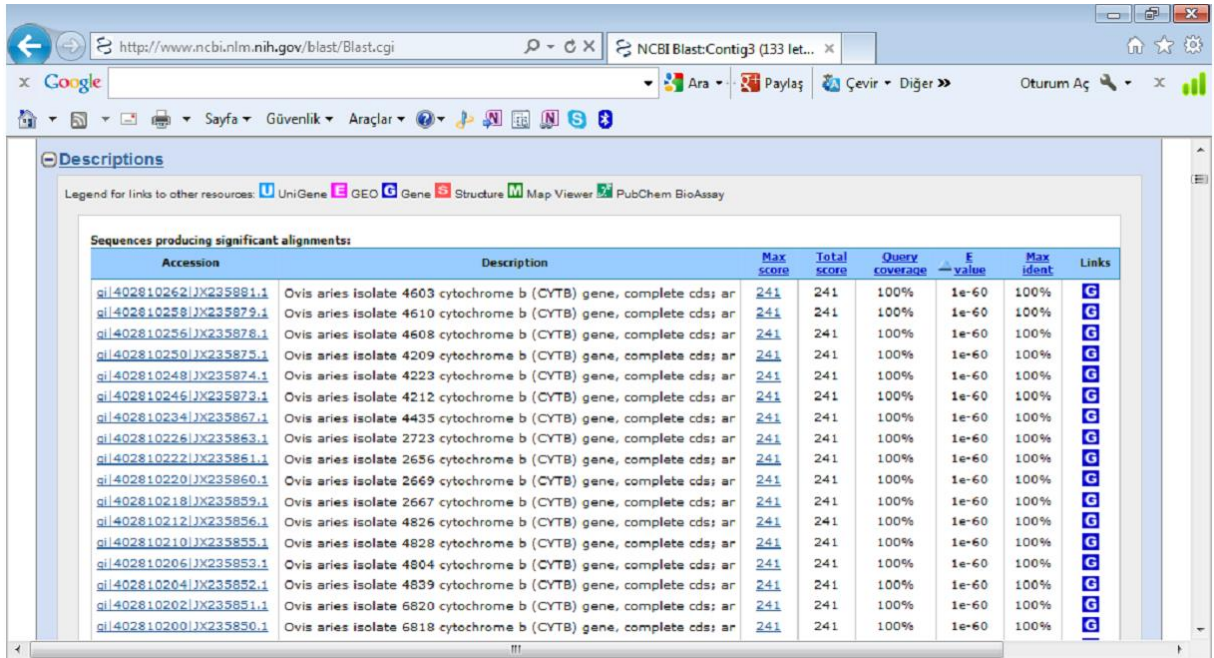 http://www.ncbi.nlm.nih.gov/blast/Blast.cgi
NCBI Blast:Contig3 (133 let...
x Google Ara Paylaş Çevir Diğer » Oturum Aç x
Sayfa Güvenlik Araçlar
Descriptions
Legend for links to other resources: U UniGene E GEO G Gene S Structure M Map Viewer PubChem BioAssay
Sequences producing significant alignments:
Accession Description Max score Total score Query coverage E value Max ident Links
gi|402810262|JX235881.1 Ovis aries isolate 4603 cytochrome b (CYTB) gene, complete cds; ar 241 241 100% 1e-60 100% G
gi|402810258|JX235879.1 Ovis aries isolate 4610 cytochrome b (CYTB) gene, complete cds; ar 241 241 100% 1e-60 100% G
gi|402810256|JX235878.1 Ovis aries isolate 4608 cytochrome b (CYTB) gene, complete cds; ar 241 241 100% 1e-60 100% G
gi|402810250|JX235875.1 Ovis aries isolate 4209 cytochrome b (CYTB) gene, complete cds; ar 241 241 100% 1e-60 100% G
gi|402810248|JX235874.1 Ovis aries isolate 4223 cytochrome b (CYTB) gene, complete cds; ar 241 241 100% 1e-60 100% G
gi|402810246|JX235873.1 Ovis aries isolate 4212 cytochrome b (CYTB) gene, complete cds; ar 241 241 100% 1e-60 100% G
gi|402810234|JX235867.1 Ovis aries isolate 4435 cytochrome b (CYTB) gene, complete cds; ar 241 241 100% 1e-60 100% G
gi|402810226|JX235863.1 Ovis aries isolate 2723 cytochrome b (CYTB) gene, complete cds; ar 241 241 100% 1e-60 100% G
gi|402810222|JX235861.1 Ovis aries isolate 2656 cytochrome b (CYTB) gene, complete cds; ar 241 241 100% 1e-60 100% G
gi|402810220|JX235860.1 Ovis aries isolate 2669 cytochrome b (CYTB) gene, complete cds; ar 241 241 100% 1e-60 100% G
gi|402810218|JX235859.1 Ovis aries isolate 2667 cytochrome b (CYTB) gene, complete cds; ar 241 241 100% 1e-60 100% G
gi|402810212|JX235856.1 Ovis aries isolate 4826 cytochrome b (CYTB) gene, complete cds; ar 241 241 100% 1e-60 100% G
gi|402810210|JX235855.1 Ovis aries isolate 4828 cytochrome b (CYTB) gene, complete cds; ar 241 241 100% 1e-60 100% G
gi|402810206|JX235853.1 Ovis aries isolate 4804 cytochrome b (CYTB) gene, complete cds; ar 241 241 100% 1e-60 100% G
gi|402810204|JX235852.1 Ovis aries isolate 4839 cytochrome b (CYTB) gene, complete cds; ar 241 241 100% 1e-60 100% G
gi|402810202|JX235851.1 Ovis aries isolate 6820 cytochrome b (CYTB) gene, complete cds; ar 241 241 100% 1e-60 100% G
gi|402810200|JX235850.1 Ovis aries isolate 6818 cytochrome b (CYTB) gene, complete cds; ar 241 241 100% 1e-60 100% G